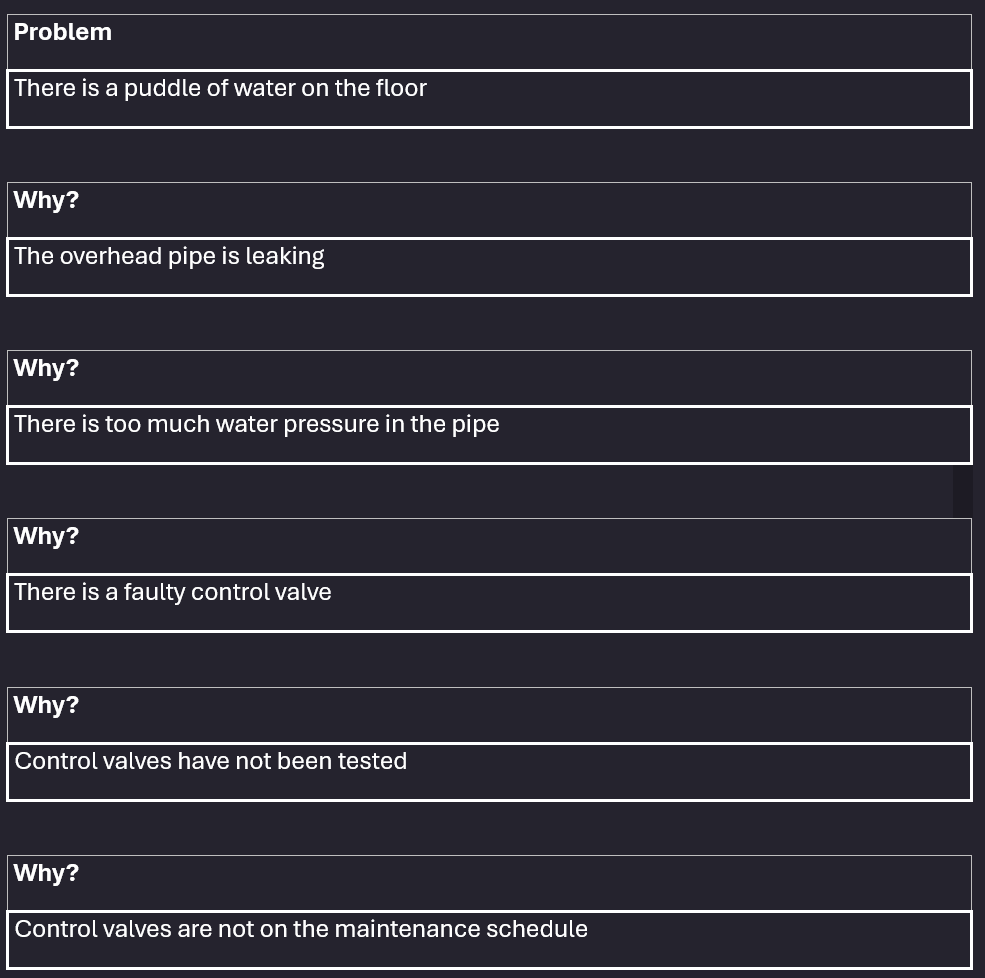 Problem
There is a puddle of water on the floor
Why?
The overhead pipe is leaking
Why?
There is too much water pressure in the pipe
Why?
There is a faulty control valve
Why?
Control valves have not been tested
Why?
Control valves are not on the maintenance schedule